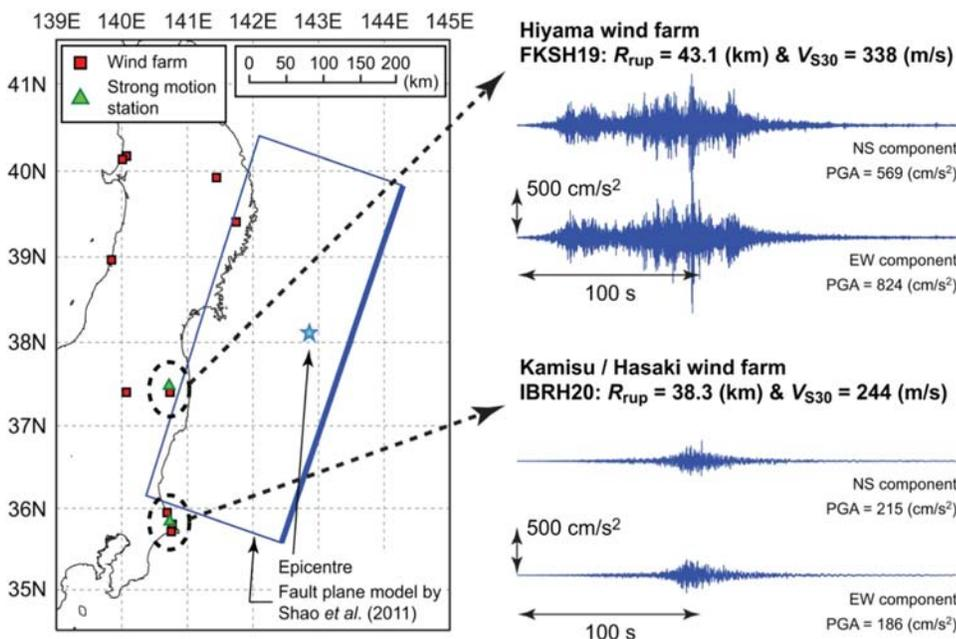 139E 140E 141E 142E 143E 144E 145E
41N
40N
39N
38N
37N
36N
35N
Wind farm
Strong motion
station
0 50 100 150 200
(km)
Epicentre
Fault plane model by
Shao et al. (2011)
Hiyama wind farm
FKSH19: Rrup = 43.1 (km) & VS30 = 338 (m/s)
NS component
PGA = 569 (cm/s²)
500 cm/s²
EW component
PGA = 824 (cm/s²)
100 s
Kamisu / Hasaki wind farm
IBRH20: Rrup = 38.3 (km) & VS30 = 244 (m/s)
NS component
PGA = 215 (cm/s²)
500 cm/s²
EW component
PGA = 186 (cm/s²)
100 s